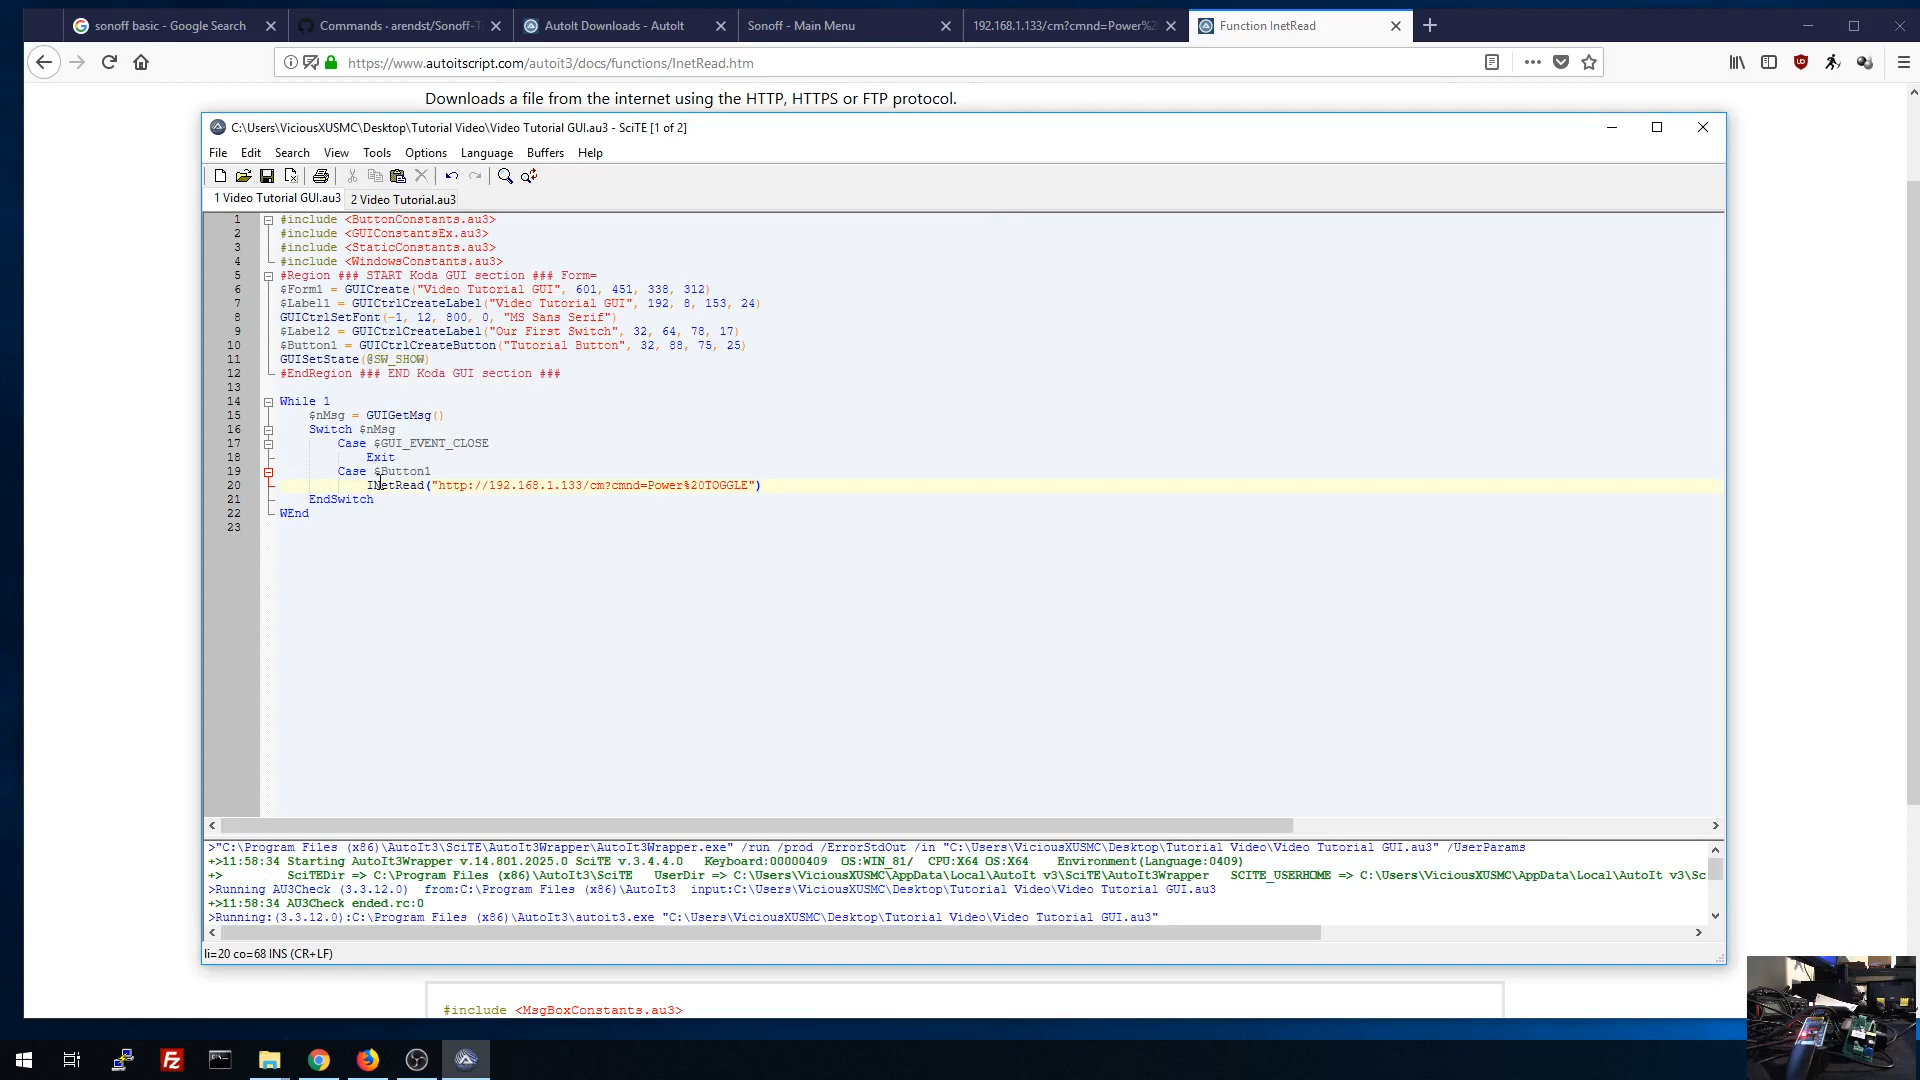 sonoff basic - Google Search
Commands · arendst/Sonoff-T
AutoIt Downloads - AutoIt
Sonoff - Main Menu
192.168.1.133/cm?cmnd=Power%2
Function InetRead
https://www.autoitscript.com/autoit3/docs/functions/InetRead.htm
Downloads a file from the internet using the HTTP, HTTPS or FTP protocol.
C:\Users\ViciousXUSMC\Desktop\Tutorial Video\Video Tutorial GUI.au3 - SciTE [1 of 2]
File Edit Search View Tools Options Language Buffers Help
1 Video Tutorial GUI.au3 2 Video Tutorial.au3
1 #include <ButtonConstants.au3>
2 #include <GUIConstantsEx.au3>
3 #include <StaticConstants.au3>
4 #include <WindowsConstants.au3>
5 #Region ### START Koda GUI section ### Form=
6 $Form1 = GUICreate("Video Tutorial GUI", 601, 451, 338, 312)
7 $Label1 = GUICtrlCreateLabel("Video Tutorial GUI", 192, 8, 153, 24)
8 GUICtrlSetFont(-1, 12, 800, 0, "MS Sans Serif")
9 $Label2 = GUICtrlCreateLabel("Our First Switch", 32, 64, 78, 17)
10 $Button1 = GUICtrlCreateButton("Tutorial Button", 32, 88, 75, 25)
11 GUISetState(@SW_SHOW)
12 #EndRegion ### END Koda GUI section ###
13
14 While 1
15 $nMsg = GUIGetMsg()
16 Switch $nMsg
17 Case $GUI_EVENT_CLOSE
18 Exit
19 Case $Button1
20 INetRead("http://192.168.1.133/cm?cmnd=Power%20TOGGLE")
21 EndSwitch
22 WEnd
23
>"C:\Program Files (x86)\AutoIt3\SciTE\AutoIt3Wrapper\AutoIt3Wrapper.exe" /run /prod /ErrorStdOut /in "C:\Users\ViciousXUSMC\Desktop\Tutorial Video\Video Tutorial GUI.au3" /UserParams
+>11:58:34 Starting AutoIt3Wrapper v.14.801.2025.0 SciTE v.3.4.4.0 Keyboard:00000409 OS:WIN_81/ CPU:X64 OS:X64 Environment(Language:0409)
+> SciTEDir => C:\Program Files (x86)\AutoIt3\SciTE UserDir => C:\Users\ViciousXUSMC\AppData\Local\AutoIt v3\SciTE\AutoIt3Wrapper SCITE_USERHOME => C:\Users\ViciousXUSMC\AppData\Local\AutoIt v3\Sc
>Running AU3Check (3.3.12.0) from:C:\Program Files (x86)\AutoIt3 input:C:\Users\ViciousXUSMC\Desktop\Tutorial Video\Video Tutorial GUI.au3
+>11:58:34 AU3Check ended.rc:0
>Running:(3.3.12.0):C:\Program Files (x86)\AutoIt3\autoit3.exe "C:\Users\ViciousXUSMC\Desktop\Tutorial Video\Video Tutorial GUI.au3"
li=20 co=68 INS (CR+LF)
#include <MsgBoxConstants.au3>